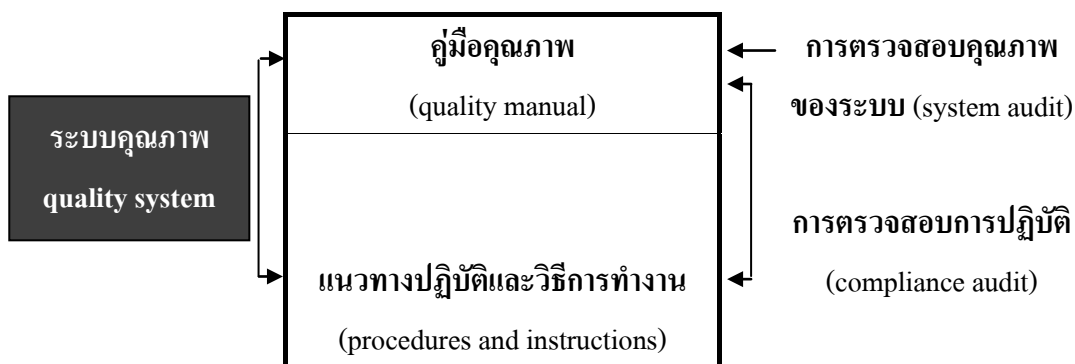 คู่มือคุณภาพ
(quality manual)
การตรวจสอบคุณภาพ
ของระบบ (system audit)
ระบบคุณภาพ
quality system
การตรวจสอบการปฏิบัติ
(compliance audit)
แนวทางปฏิบัติและวิธีการทำงาน
(procedures and instructions)